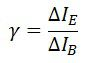 γ = ΔI_E / ΔI_B